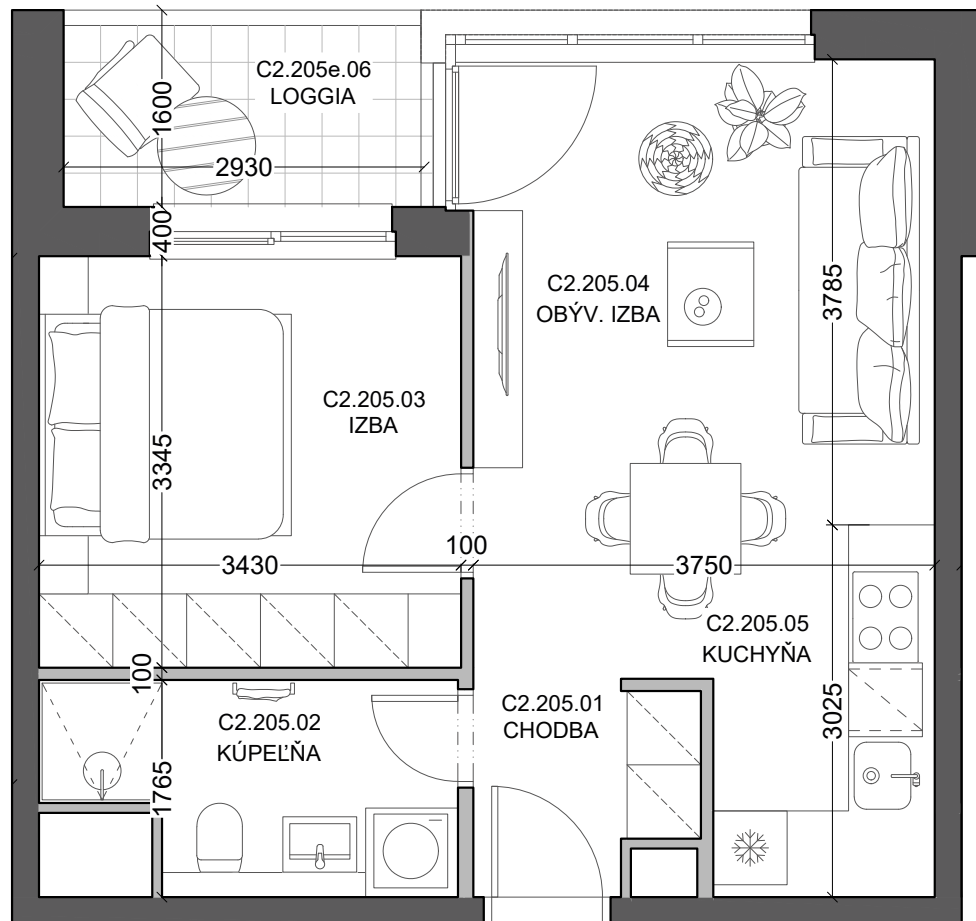 C2.205e.06
LOGGIA
1600
2930
400
C2.205.04
OBÝV. IZBA
3785
C2.205.03
IZBA
3345
3430
100
3750
C2.205.05
KUCHYŇA
100
C2.205.02
KÚPEĽŇA
C2.205.01
CHODBA
3025
1765